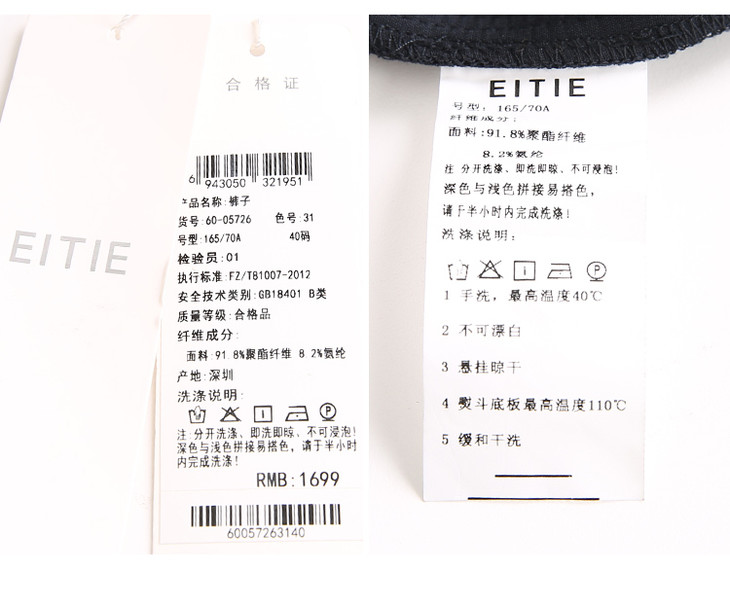 EITIE
合格证
6 943050 321951
产品名称:裤子
货号:60-05726 色号:31
号型:165/70A 40码
检验员:01
执行标准:FZ/T81007-2012
安全技术类别:GB18401 B类
质量等级:合格品
纤维成分:
面料:91.8%聚酯纤维 8 2%氨纶
产地:深圳
洗涤说明:
注:分开洗涤、即洗即晾、不可浸泡!
深色与浅色拼接易搭色，请于半小时
内完成洗涤!
RMB:1699
60057263140
EITIE
号型: 165/70A
纤维成分:
面料:91.8%聚酯纤维
8.2%氨纶
注 分开洗涤、即洗即晾、不可浸泡!
深色与浅色拼接易搭色，
请于半小时内完成洗涤!
洗涤说明:
1 手洗，最高温度40℃
2 不可漂白
3 悬挂晾干
4 熨斗底板最高温度110℃
5 缓和干洗